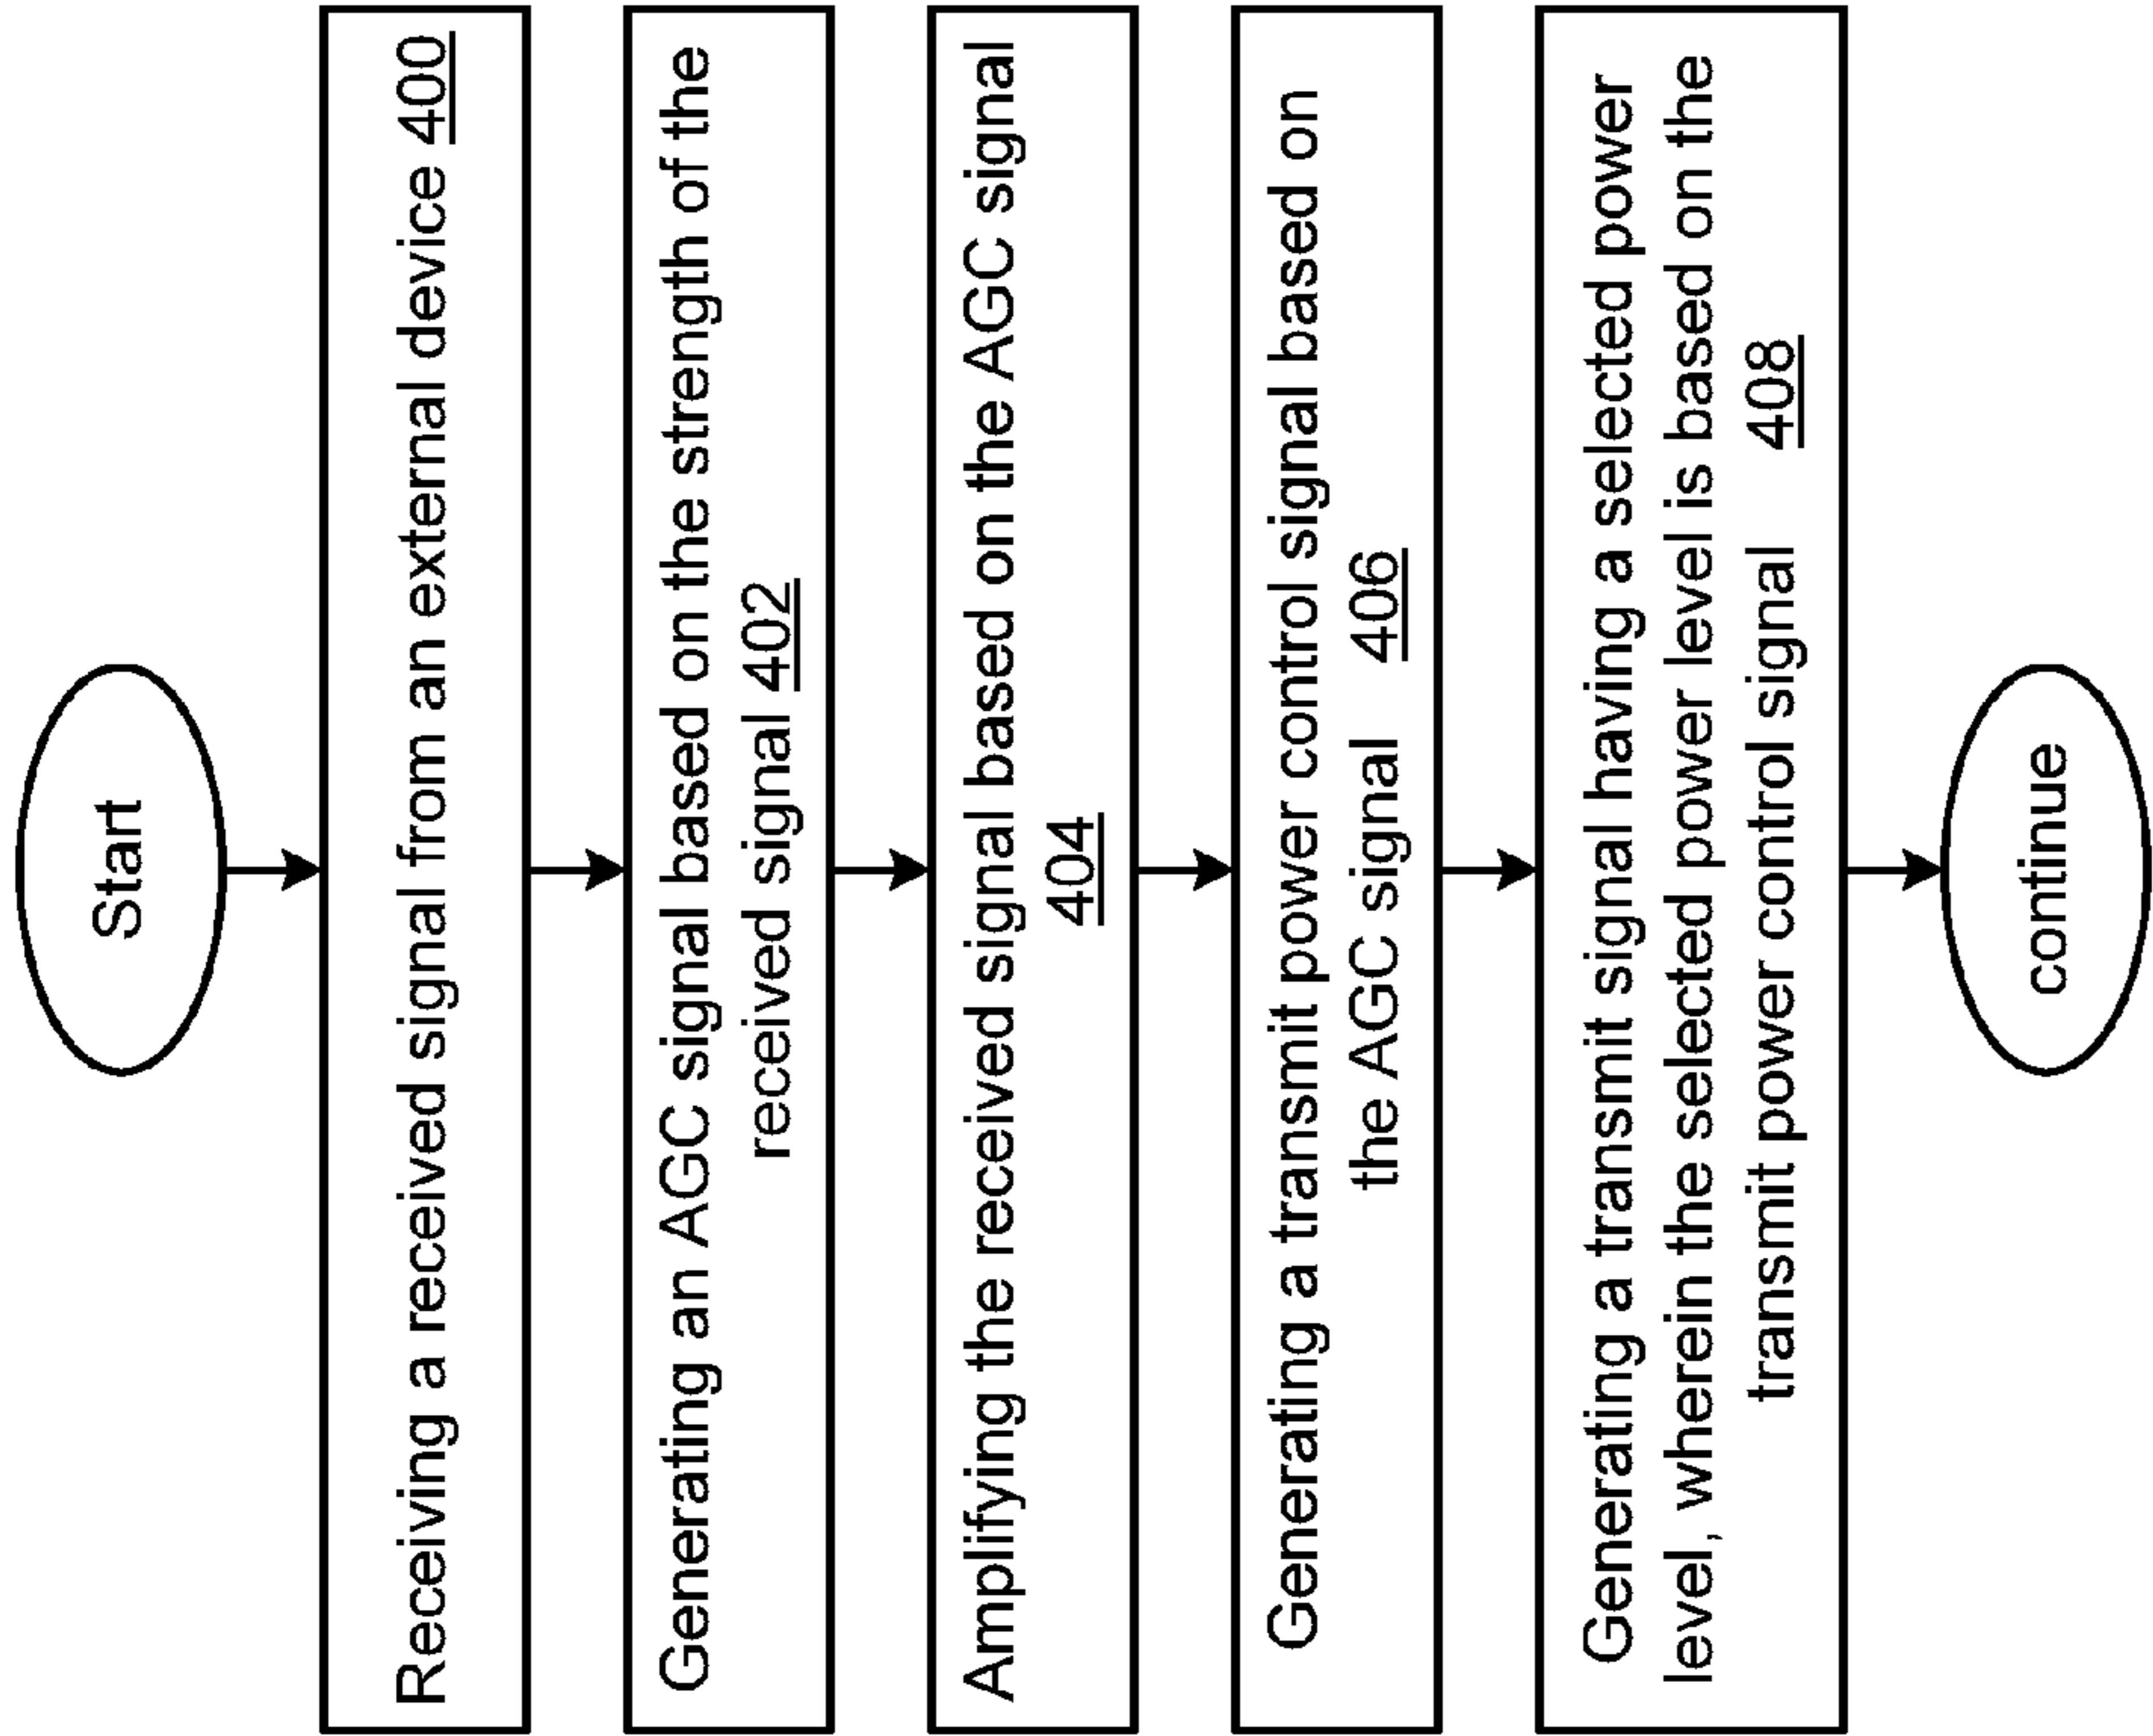 Start
Receiving a received signal from an external device 400
Generating an AGC signal based on the strength of the
received signal 402
Amplifying the received signal based on the AGC signal
404
Generating a transmit power control signal based on
the AGC signal 406
Generating a transmit signal having a selected power
level, wherein the selected power level is based on the
transmit power control signal 408
continue